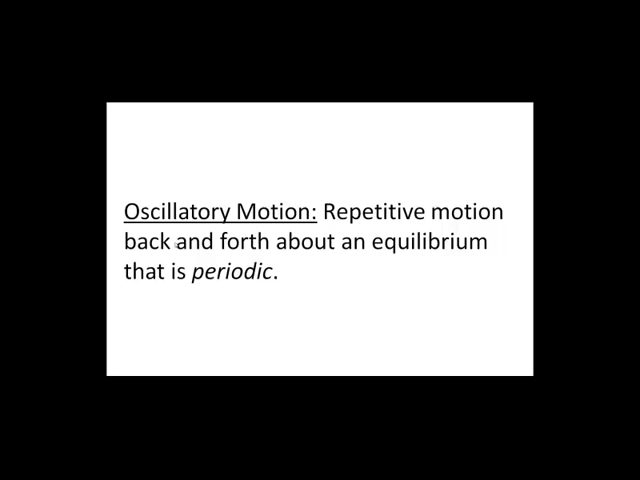 Oscillatory Motion: Repetitive motion
back and forth about an equilibrium
that is periodic.